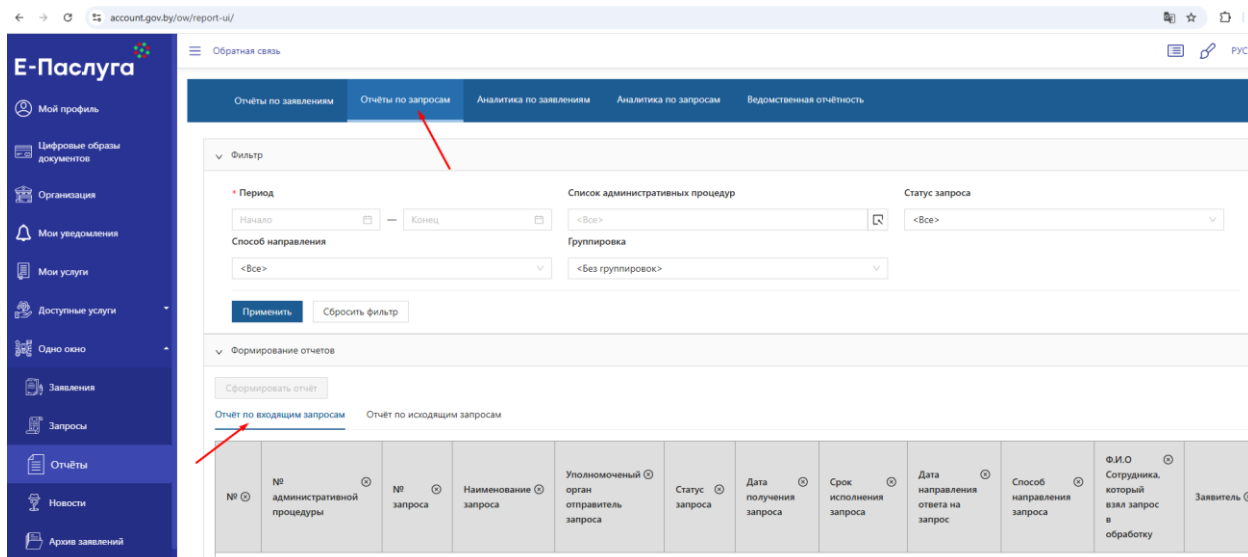 account.gov.by/ow/report-ui/
Е-Паслуга
Обратная связь
РУС
Мой профиль
Цифровые образы
документов
Организация
Мои уведомления
Мои услуги
Доступные услуги
Одно окно
Заявления
Запросы
Отчёты
Новости
Архив заявлений
Отчёты по заявлениям
Отчёты по запросам
Аналитика по заявлениям
Аналитика по запросам
Ведомственная отчётность
Фильтр
* Период
Список административных процедур
Статус запроса
Начало — Конец
<Все>
<Все>
Способ направления
Группировка
<Все>
<Без группировок>
Применить
Сбросить фильтр
Формирование отчетов
Сформировать отчёт
Отчёт по входящим запросам
Отчёт по исходящим запросам
№
№
административной
процедуры
№
запроса
Наименование
запроса
Уполномоченый
орган
отправитель
запроса
Статус
запроса
Дата
получения
запроса
Срок
исполнения
запроса
Дата
направления
ответа на
запрос
Способ
направления
запроса
Ф.И.О
Сотрудника,
который
взял запрос
в
обработку
Заявитель